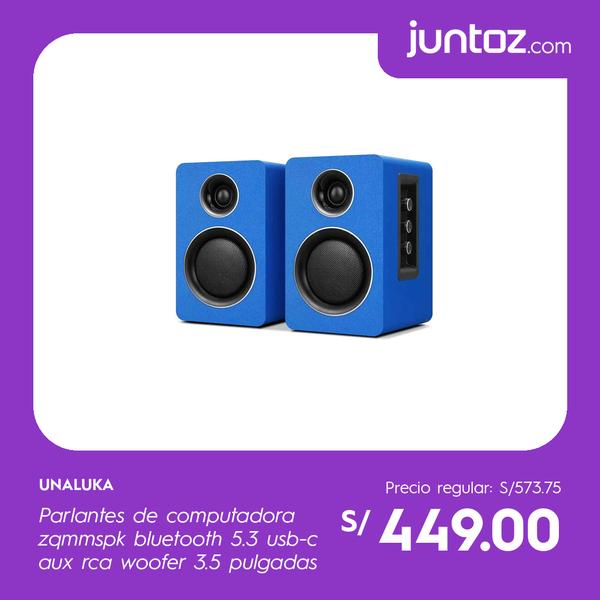 juntoz.com
UNALUKA
Parlantes de computadora
zqmmspk bluetooth 5.3 usb-c
aux rca woofer 3.5 pulgadas
Precio regular: S/573.75
S/ 449.00